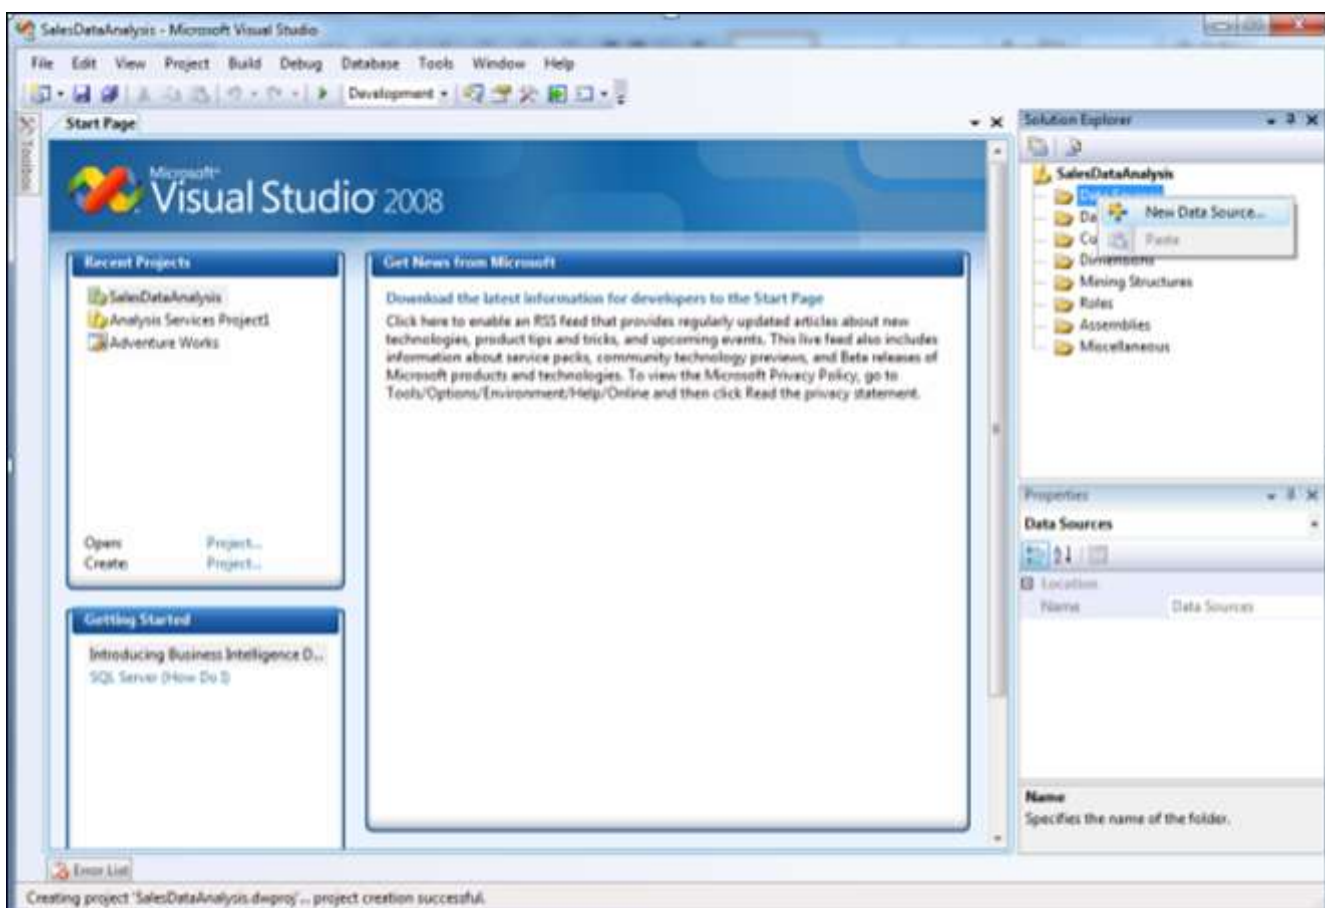 SalesDataAnalysis - Microsoft Visual Studio
File Edit View Project Build Debug Database Tools Window Help
Development
Toolbox
Start Page
Microsoft®
Visual Studio® 2008
Recent Projects
SalesDataAnalysis
Analysis Services Project1
Adventure Works
Open: Project...
Create: Project...
Getting Started
Introducing Business Intelligence D...
SQL Server (How Do I)
Get News from Microsoft
Download the latest information for developers to the Start Page
Click here to enable an RSS feed that provides regularly updated articles about new
technologies, product tips and tricks, and upcoming events. This live feed also includes
information about service packs, community technology previews, and Beta releases of
Microsoft products and technologies. To view the Microsoft Privacy Policy, go to
Tools/Options/Environment/Help/Online and then click Read the privacy statement.
Solution Explorer
SalesDataAnalysis
New Data Source...
Da
Cu
Paste
Dimensions
Mining Structures
Roles
Assemblies
Miscellaneous
Properties
Data Sources
Location
Name Data Sources
Name
Specifies the name of the folder.
Error List
Creating project 'SalesDataAnalysis.dwproj'... project creation successful.